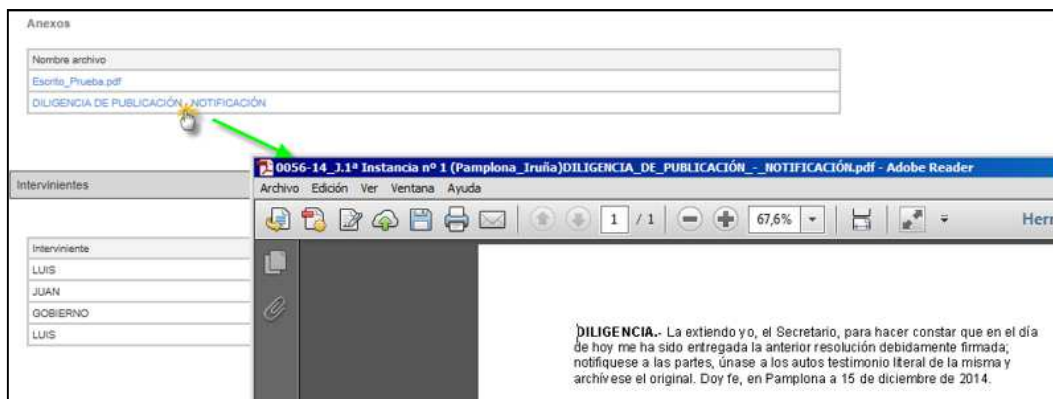 Anexos
Nombre archivo
Escrito_Prueba.pdf
DILIGENCIA DE PUBLICACIÓN - NOTIFICACIÓN
0056-14_J.1ª Instancia nº 1 (Pamplona_Iruña)DILIGENCIA_DE_PUBLICACIÓN_-_NOTIFICACIÓN.pdf - Adobe Reader
Intervinientes
Archivo Edición Ver Ventana Ayuda
1 / 1 67,6% Herr
Interviniente
LUIS
JUAN
GOBIERNO
LUIS
DILIGENCIA.- La extiendo yo, el Secretario, para hacer constar que en el día
de hoy me ha sido entregada la anterior resolución debidamente firmada;
notifiquese a las partes, únase a los autos testimonio literal de la misma y
archívese el original. Doy fe, en Pamplona a 15 de diciembre de 2014.